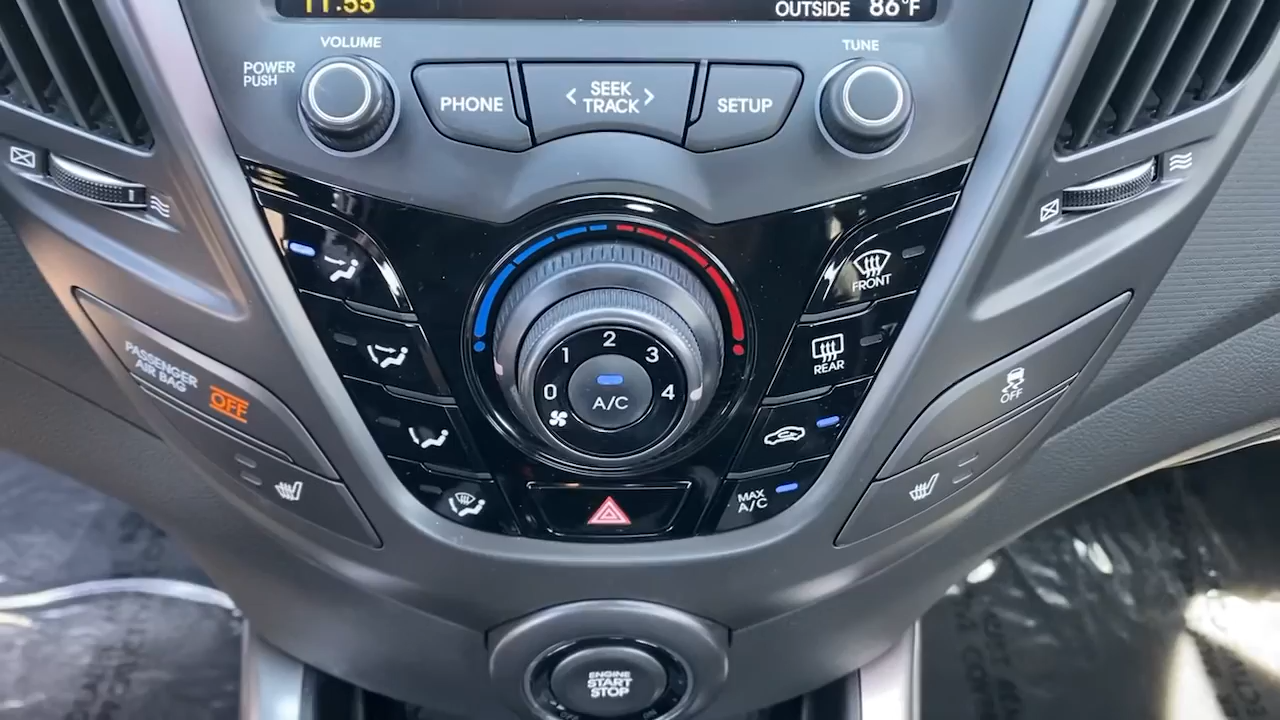 11:55
OUTSIDE 86°F
VOLUME
TUNE
POWER
PUSH
PHONE
< SEEK
TRACK >
SETUP
FRONT
PASSENGER
AIR BAG
OFF
REAR
OFF
0 1 2 3 4
A/C
MAX
A/C
ENGINE
START
STOP